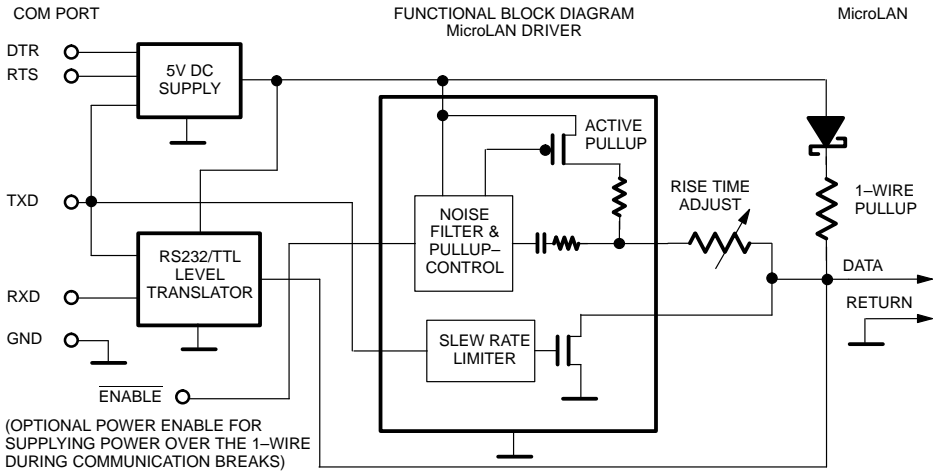 COM PORT
FUNCTIONAL BLOCK DIAGRAM
MicroLAN DRIVER
MicroLAN
DTR
RTS
5V DC
SUPPLY
ACTIVE
PULLUP
TXD
NOISE
FILTER &
PULLUP–
CONTROL
RISE TIME
ADJUST
1–WIRE
PULLUP
RS232/TTL
LEVEL
TRANSLATOR
RXD
DATA
RETURN
GND
SLEW RATE
LIMITER
ENABLE
(OPTIONAL POWER ENABLE FOR
SUPPLYING POWER OVER THE 1–WIRE
DURING COMMUNICATION BREAKS)